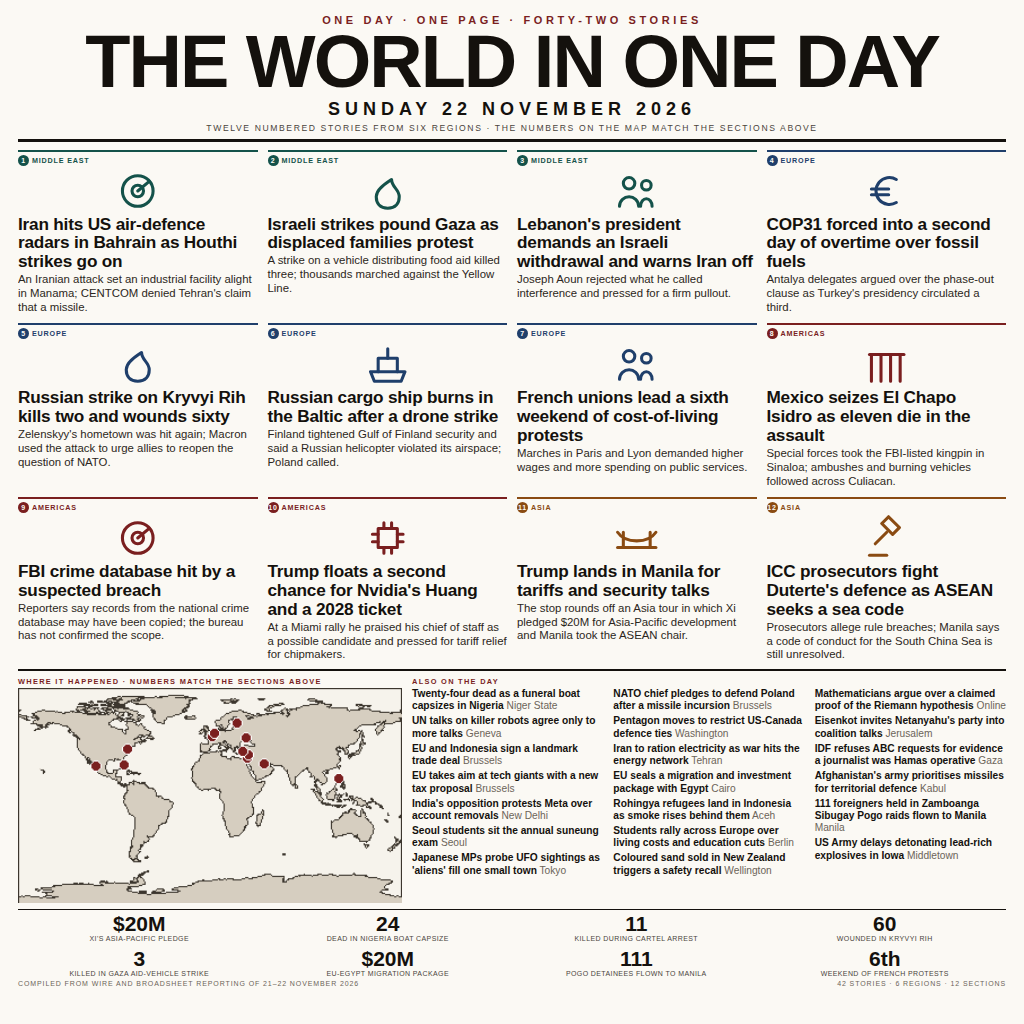 ONE DAY · ONE PAGE · FORTY-TWO STORIES
THE WORLD IN ONE DAY
SUNDAY 22 NOVEMBER 2026
TWELVE NUMBERED STORIES FROM SIX REGIONS · THE NUMBERS ON THE MAP MATCH THE SECTIONS ABOVE
1 MIDDLE EAST
Iran hits US air-defence
radars in Bahrain as Houthi
strikes go on
An Iranian attack set an industrial facility alight
in Manama; CENTCOM denied Tehran's claim
that a missile.
2 MIDDLE EAST
Israeli strikes pound Gaza as
displaced families protest
A strike on a vehicle distributing food aid killed
three; thousands marched against the Yellow
Line.
3 MIDDLE EAST
Lebanon's president
demands an Israeli
withdrawal and warns Iran off
Joseph Aoun rejected what he called
interference and pressed for a firm pullout.
4 EUROPE
COP31 forced into a second
day of overtime over fossil
fuels
Antalya delegates argued over the phase-out
clause as Turkey's presidency circulated a
third.
5 EUROPE
Russian strike on Kryvyi Rih
kills two and wounds sixty
Zelenskyy's hometown was hit again; Macron
used the attack to urge allies to reopen the
question of NATO.
6 EUROPE
Russian cargo ship burns in
the Baltic after a drone strike
Finland tightened Gulf of Finland security and
said a Russian helicopter violated its airspace;
Poland called.
7 EUROPE
French unions lead a sixth
weekend of cost-of-living
protests
Marches in Paris and Lyon demanded higher
wages and more spending on public services.
8 AMERICAS
Mexico seizes El Chapo
Isidro as eleven die in the
assault
Special forces took the FBI-listed kingpin in
Sinaloa; ambushes and burning vehicles
followed across Culiacan.
9 AMERICAS
FBI crime database hit by a
suspected breach
Reporters say records from the national crime
database may have been copied; the bureau
has not confirmed the scope.
10 AMERICAS
Trump floats a second
chance for Nvidia's Huang
and a 2028 ticket
At a Miami rally he praised his chief of staff as
a possible candidate and pressed for tariff relief
for chipmakers.
11 ASIA
Trump lands in Manila for
tariffs and security talks
The stop rounds off an Asia tour in which Xi
pledged $20M for Asia-Pacific development
and Manila took the ASEAN chair.
12 ASIA
ICC prosecutors fight
Duterte's defence as ASEAN
seeks a sea code
Prosecutors allege rule breaches; Manila says
a code of conduct for the South China Sea is
still unresolved.
WHERE IT HAPPENED · NUMBERS MATCH THE SECTIONS ABOVE
ALSO ON THE DAY
Twenty-four dead as a funeral boat
capsizes in Nigeria Niger State
UN talks on killer robots agree only to
more talks Geneva
EU and Indonesia sign a landmark
trade deal Brussels
EU takes aim at tech giants with a new
tax proposal Brussels
India's opposition protests Meta over
account removals New Delhi
Seoul students sit the annual suneung
exam Seoul
Japanese MPs probe UFO sightings as
'aliens' fill one small town Tokyo
NATO chief pledges to defend Poland
after a missile incursion Brussels
Pentagon moves to restrict US-Canada
defence ties Washington
Iran to ration electricity as war hits the
energy network Tehran
EU seals a migration and investment
package with Egypt Cairo
Rohingya refugees land in Indonesia
as smoke rises behind them Aceh
Students rally across Europe over
living costs and education cuts Berlin
Coloured sand sold in New Zealand
triggers a safety recall Wellington
Mathematicians argue over a claimed
proof of the Riemann hypothesis Online
Eisenkot invites Netanyahu's party into
coalition talks Jerusalem
IDF refuses ABC requests for evidence
a journalist was Hamas operative Gaza
Afghanistan's army prioritises missiles
for territorial defence Kabul
111 foreigners held in Zamboanga
Sibugay Pogo raids flown to Manila
Manila
US Army delays detonating lead-rich
explosives in Iowa Middletown
$20M
XI'S ASIA-PACIFIC PLEDGE
24
DEAD IN NIGERIA BOAT CAPSIZE
11
KILLED DURING CARTEL ARREST
60
WOUNDED IN KRYVYI RIH
3
KILLED IN GAZA AID-VEHICLE STRIKE
$20M
EU-EGYPT MIGRATION PACKAGE
111
POGO DETAINEES FLOWN TO MANILA
6th
WEEKEND OF FRENCH PROTESTS
COMPILED FROM WIRE AND BROADSHEET REPORTING OF 21–22 NOVEMBER 2026
42 STORIES · 6 REGIONS · 12 SECTIONS